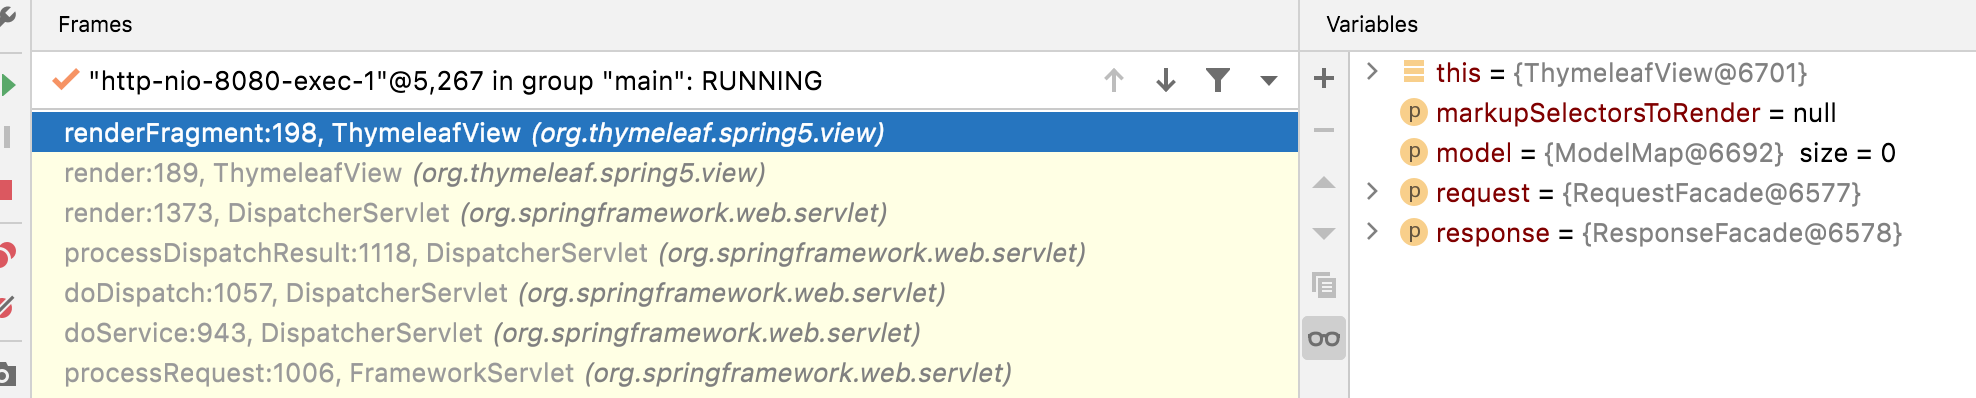 Frames
"http-nio-8080-exec-1"@5,267 in group "main": RUNNING
renderFragment:198, ThymeleafView (org.thymeleaf.spring5.view)
render:189, ThymeleafView (org.thymeleaf.spring5.view)
render:1373, DispatcherServlet (org.springframework.web.servlet)
processDispatchResult:1118, DispatcherServlet (org.springframework.web.servlet)
doDispatch:1057, DispatcherServlet (org.springframework.web.servlet)
doService:943, DispatcherServlet (org.springframework.web.servlet)
processRequest:1006, FrameworkServlet (org.springframework.web.servlet)
Variables
this = {ThymeleafView@6701}
p markupSelectorsToRender = null
p model = {ModelMap@6692} size = 0
p request = {RequestFacade@6577}
p response = {ResponseFacade@6578}